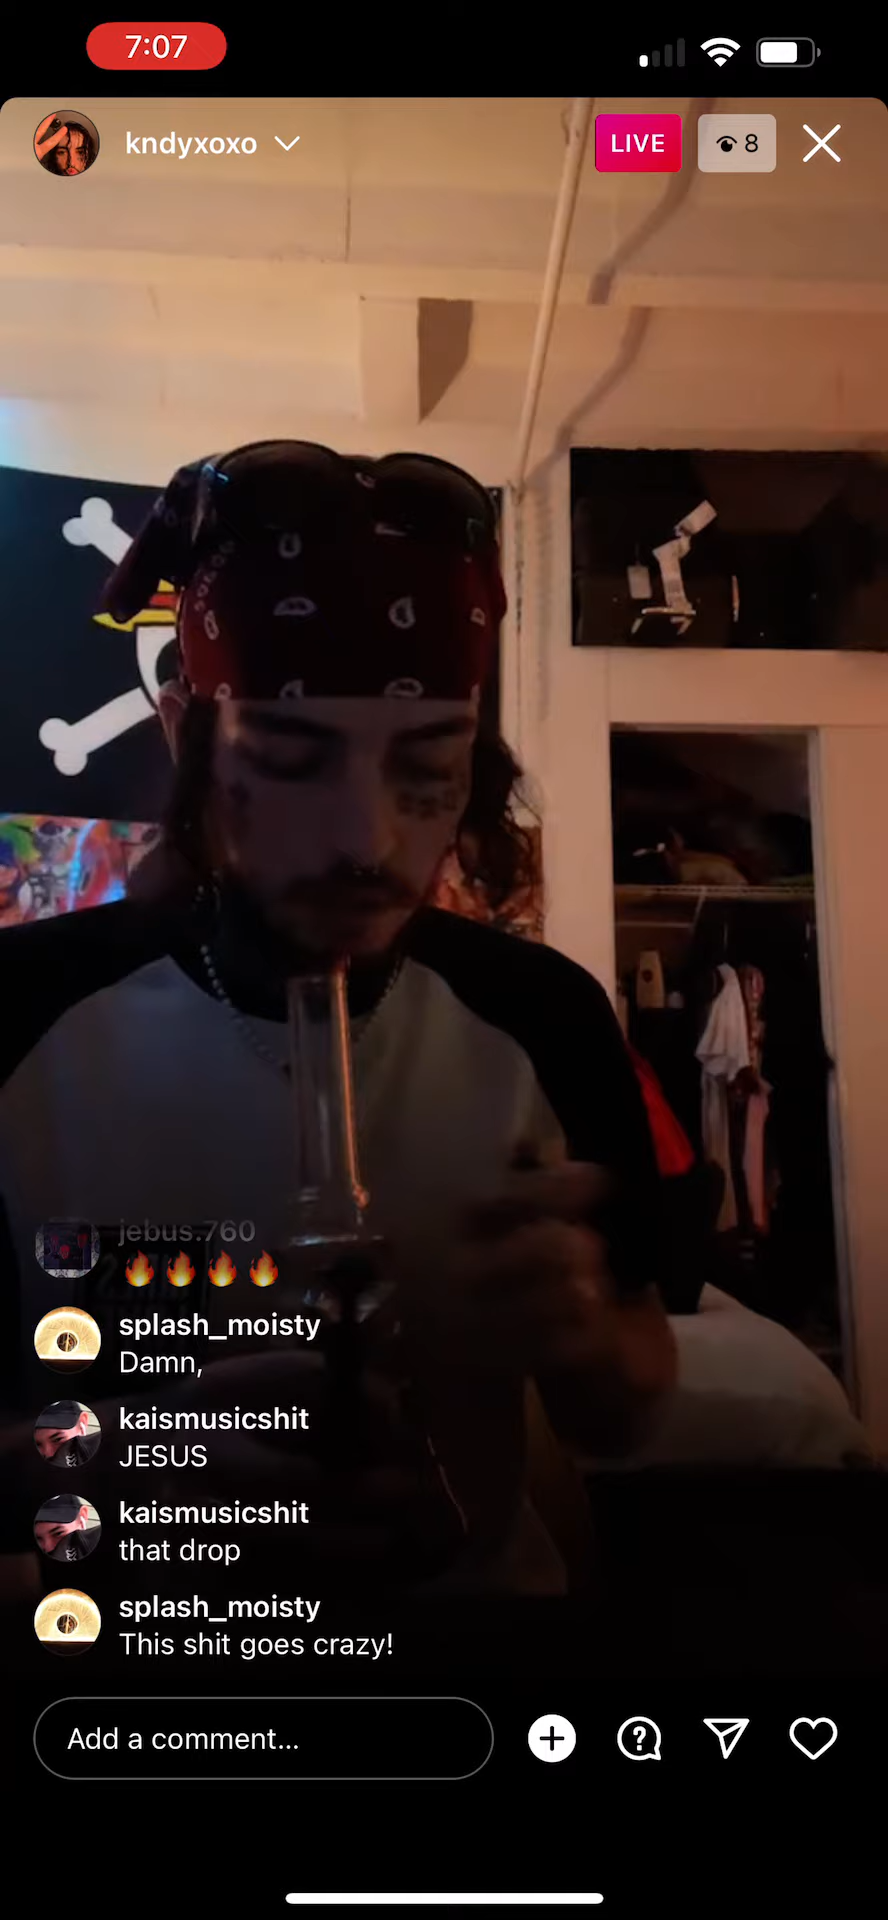 7:07
kndyxoxo
LIVE
8
jebus.760
🔥🔥🔥🔥
splash_moisty
Damn,
kaismusicshit
JESUS
kaismusicshit
that drop
splash_moisty
This shit goes crazy!
Add a comment...